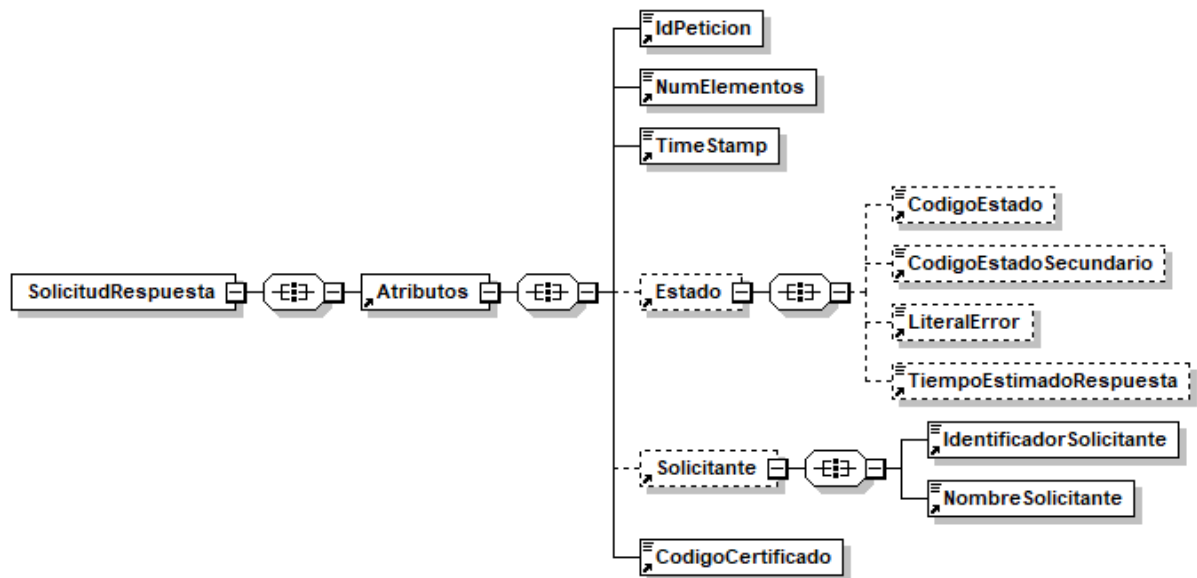 IdPeticion
NumElementos
TimeStamp
CodigoEstado
CodigoEstadoSecundario
SolicitudRespuesta
Atributos
Estado
LiteralError
TiempoEstimadoRespuesta
IdentificadorSolicitante
Solicitante
NombreSolicitante
CodigoCertificado